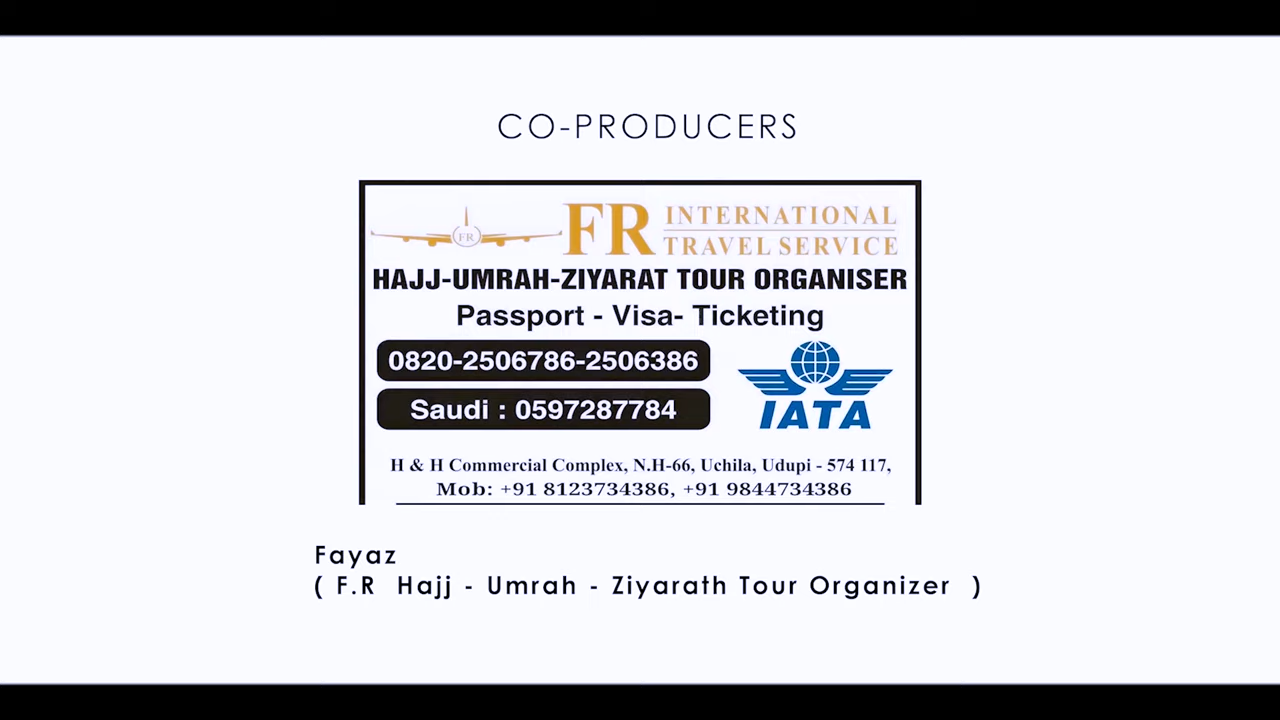 CO-PRODUCERS
FR
FR INTERNATIONAL
TRAVEL SERVICE
HAJJ-UMRAH-ZIYARAT TOUR ORGANISER
Passport - Visa- Ticketing
0820-2506786-2506386
Saudi : 0597287784
IATA
H & H Commercial Complex, N.H-66, Uchila, Udupi - 574 117,
Mob: +91 8123734386, +91 9844734386
Fayaz
( F.R Hajj - Umrah - Ziyarath Tour Organizer )